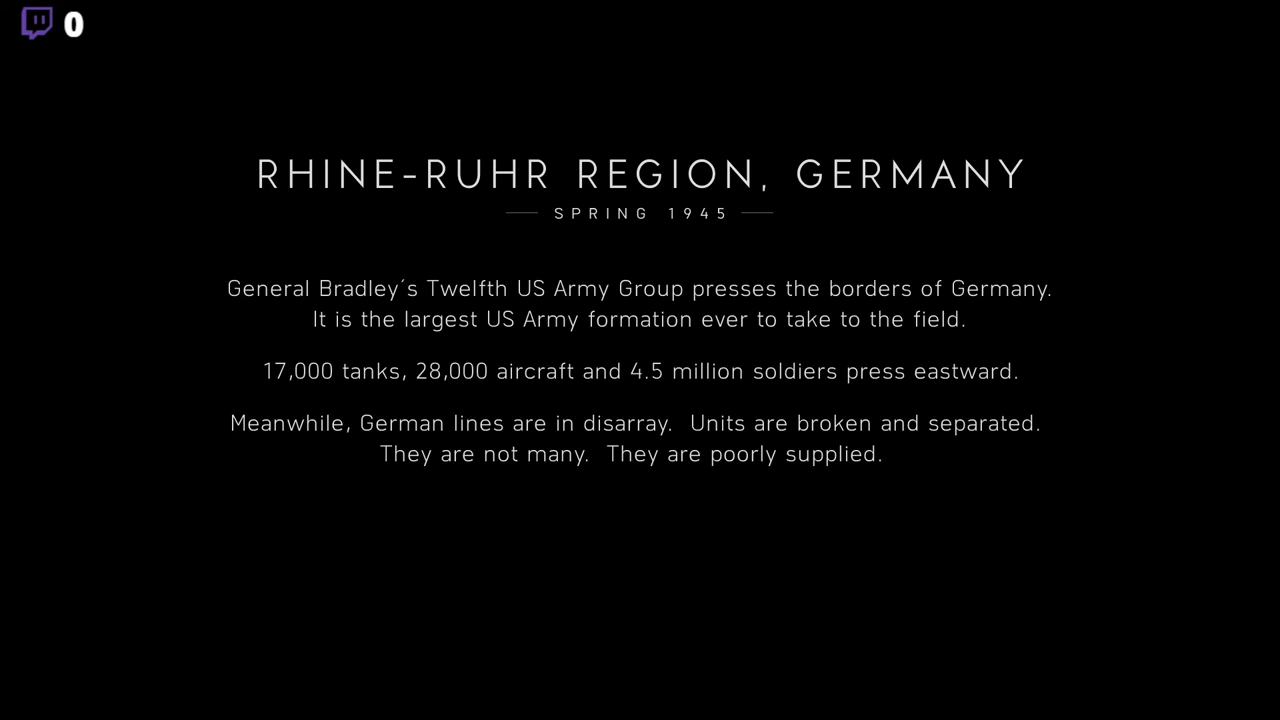 0
RHINE-RUHR REGION, GERMANY
SPRING 1945
General Bradley´s Twelfth US Army Group presses the borders of Germany.
It is the largest US Army formation ever to take to the field.
17,000 tanks, 28,000 aircraft and 4.5 million soldiers press eastward.
Meanwhile, German lines are in disarray.  Units are broken and separated.
They are not many.  They are poorly supplied.